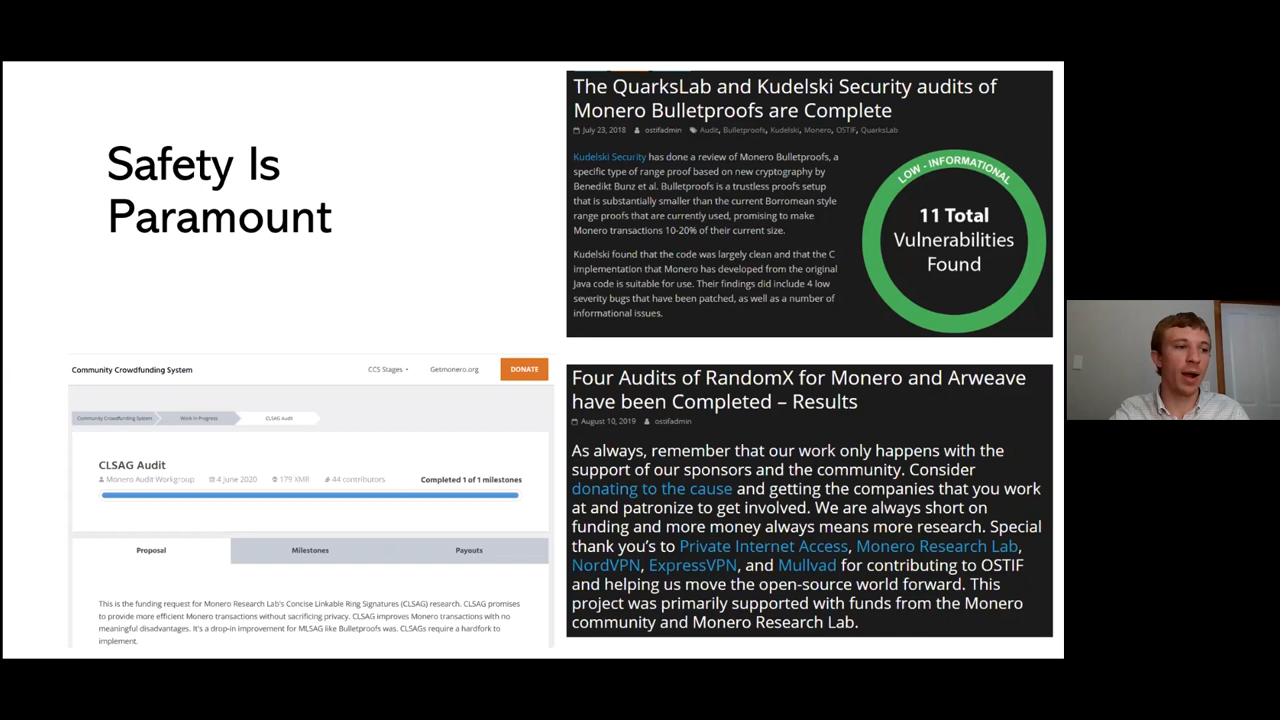 Safety Is
Paramount
The QuarksLab and Kudelski Security audits of
Monero Bulletproofs are Complete
July 23, 2018 ostifadmin Audit, Bulletproofs, Kudelski, Monero, OSTIF, QuarksLab
Kudelski Security has done a review of Monero Bulletproofs, a
specific type of range proof based on new cryptography by
Benedikt Bunz et al. Bulletproofs is a trustless proofs setup
that is substantially smaller than the current Borromean style
range proofs that are currently used, promising to make
Monero transactions 10-20% of their current size.
Kudelski found that the code was largely clean and that the C
implementation that Monero has developed from the original
Java code is suitable for use. Their findings did include 4 low
severity bugs that have been patched, as well as a number of
informational issues.
LOW - INFORMATIONAL
11 Total
Vulnerabilities
Found
Community Crowdfunding System
CCS Stages
Getmonero.org
DONATE
Community Crowdfunding System
Work In Progress
CLSAG Audit
CLSAG Audit
Monero Audit Workgroup 4 June 2020 179 XMR 44 contributors
Completed 1 of 1 milestones
Proposal
Milestones
Payouts
This is the funding request for Monero Research Lab's Concise Linkable Ring Signatures (CLSAG) research. CLSAG promises
to provide more efficient Monero transactions without sacrificing privacy. CLSAG improves Monero transactions with no
meaningful disadvantages. It's a drop-in improvement for MLSAG like Bulletproofs was. CLSAGs require a hardfork to
implement.
Four Audits of RandomX for Monero and Arweave
have been Completed – Results
August 10, 2019 ostifadmin
As always, remember that our work only happens with the
support of our sponsors and the community. Consider
donating to the cause and getting the companies that you work
at and patronize to get involved. We are always short on
funding and more money always means more research. Special
thank you's to Private Internet Access, Monero Research Lab,
NordVPN, ExpressVPN, and Mullvad for contributing to OSTIF
and helping us move the open-source world forward. This
project was primarily supported with funds from the Monero
community and Monero Research Lab.